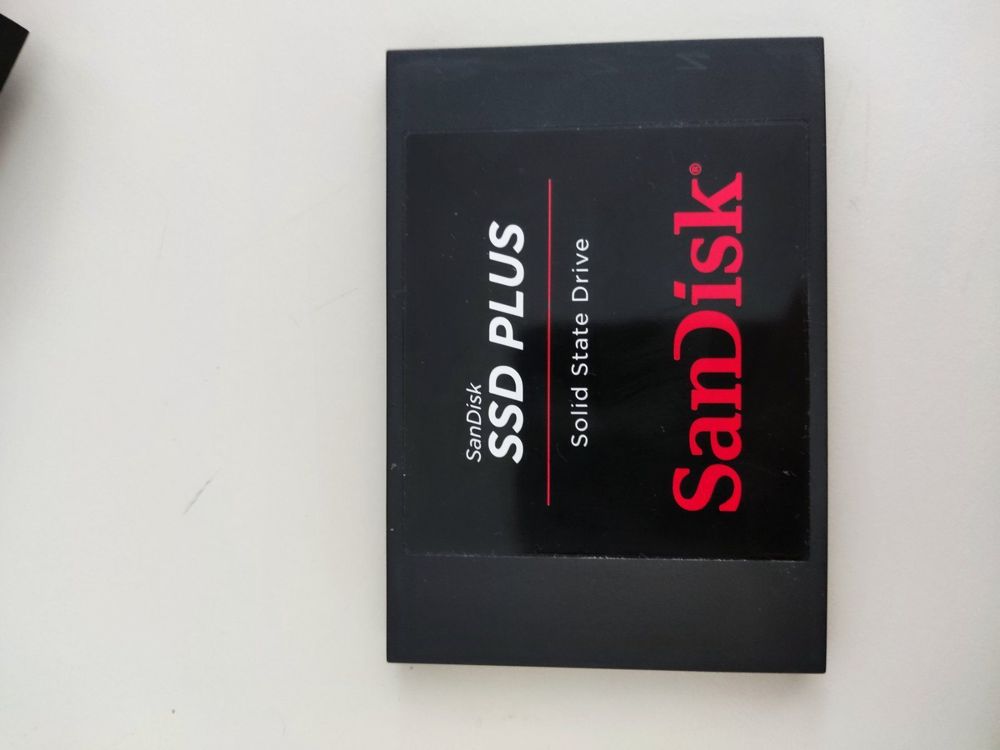 SanDisk
SSD PLUS
Solid State Drive
SanDisk®